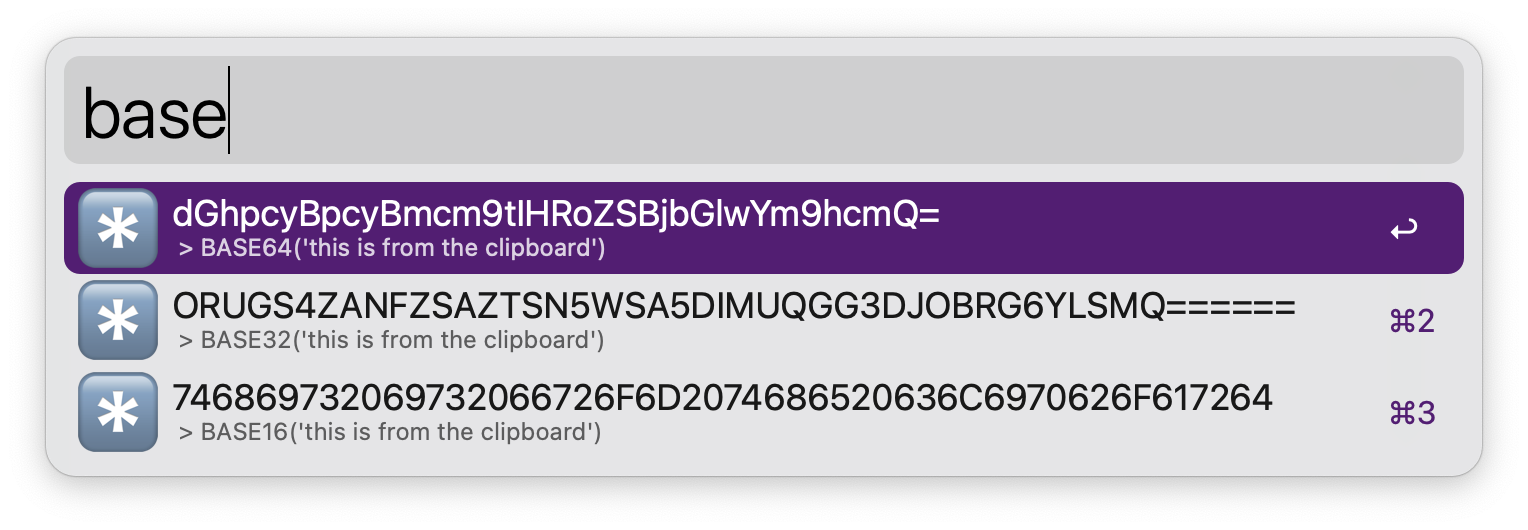 base
dGhpcyBpcyBmcm9tIHRoZSBjbGlwYm9hcmQ=
> BASE64('this is from the clipboard')
ORUGS4ZANFZSAZTSN5WSA5DIMUQGG3DJOBRG6YLSMQ======
> BASE32('this is from the clipboard')
⌘2
746869732069732066726F6D2074686520636C6970626F617264
> BASE16('this is from the clipboard')
⌘3